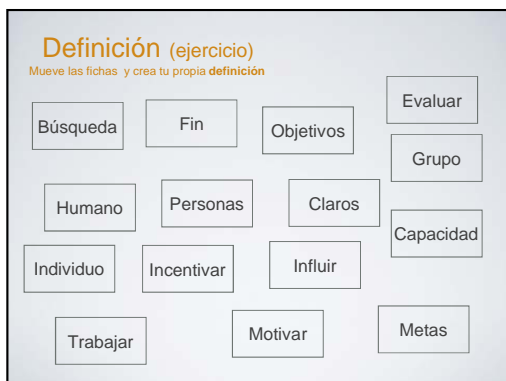 Definición (ejercicio)
Mueve las fichas y crea tu propia definición
Evaluar
Búsqueda
Fin
Objetivos
Grupo
Humano
Personas
Claros
Capacidad
Individuo
Incentivar
Influir
Trabajar
Motivar
Metas